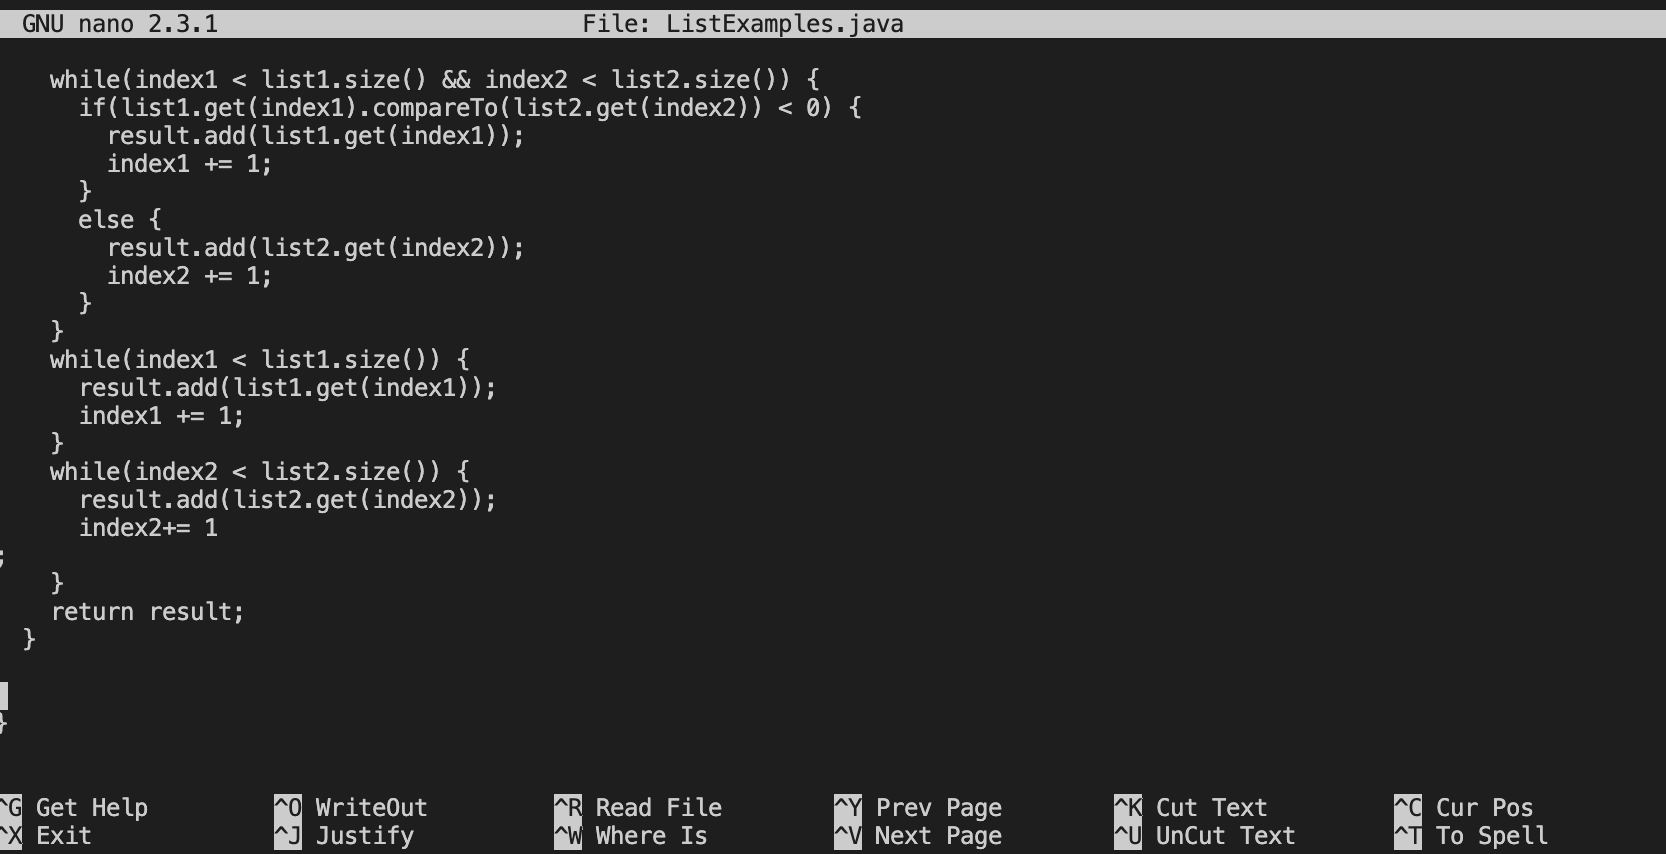 GNU nano 2.3.1 File: ListExamples.java
    while(index1 < list1.size() && index2 < list2.size()) {
      if(list1.get(index1).compareTo(list2.get(index2)) < 0) {
        result.add(list1.get(index1));
        index1 += 1;
      }
      else {
        result.add(list2.get(index2));
        index2 += 1;
      }
    }
    while(index1 < list1.size()) {
      result.add(list1.get(index1));
      index1 += 1;
    }
    while(index2 < list2.size()) {
      result.add(list2.get(index2));
      index2+= 1
;
    }
    return result;
  }
}
^G Get Help ^O WriteOut ^R Read File ^Y Prev Page ^K Cut Text ^C Cur Pos
^X Exit ^J Justify ^W Where Is ^V Next Page ^U UnCut Text ^T To Spell